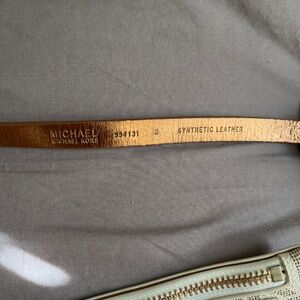 MICHAEL
MICHAEL KORS
554131 S SYNTHETIC LEATHER